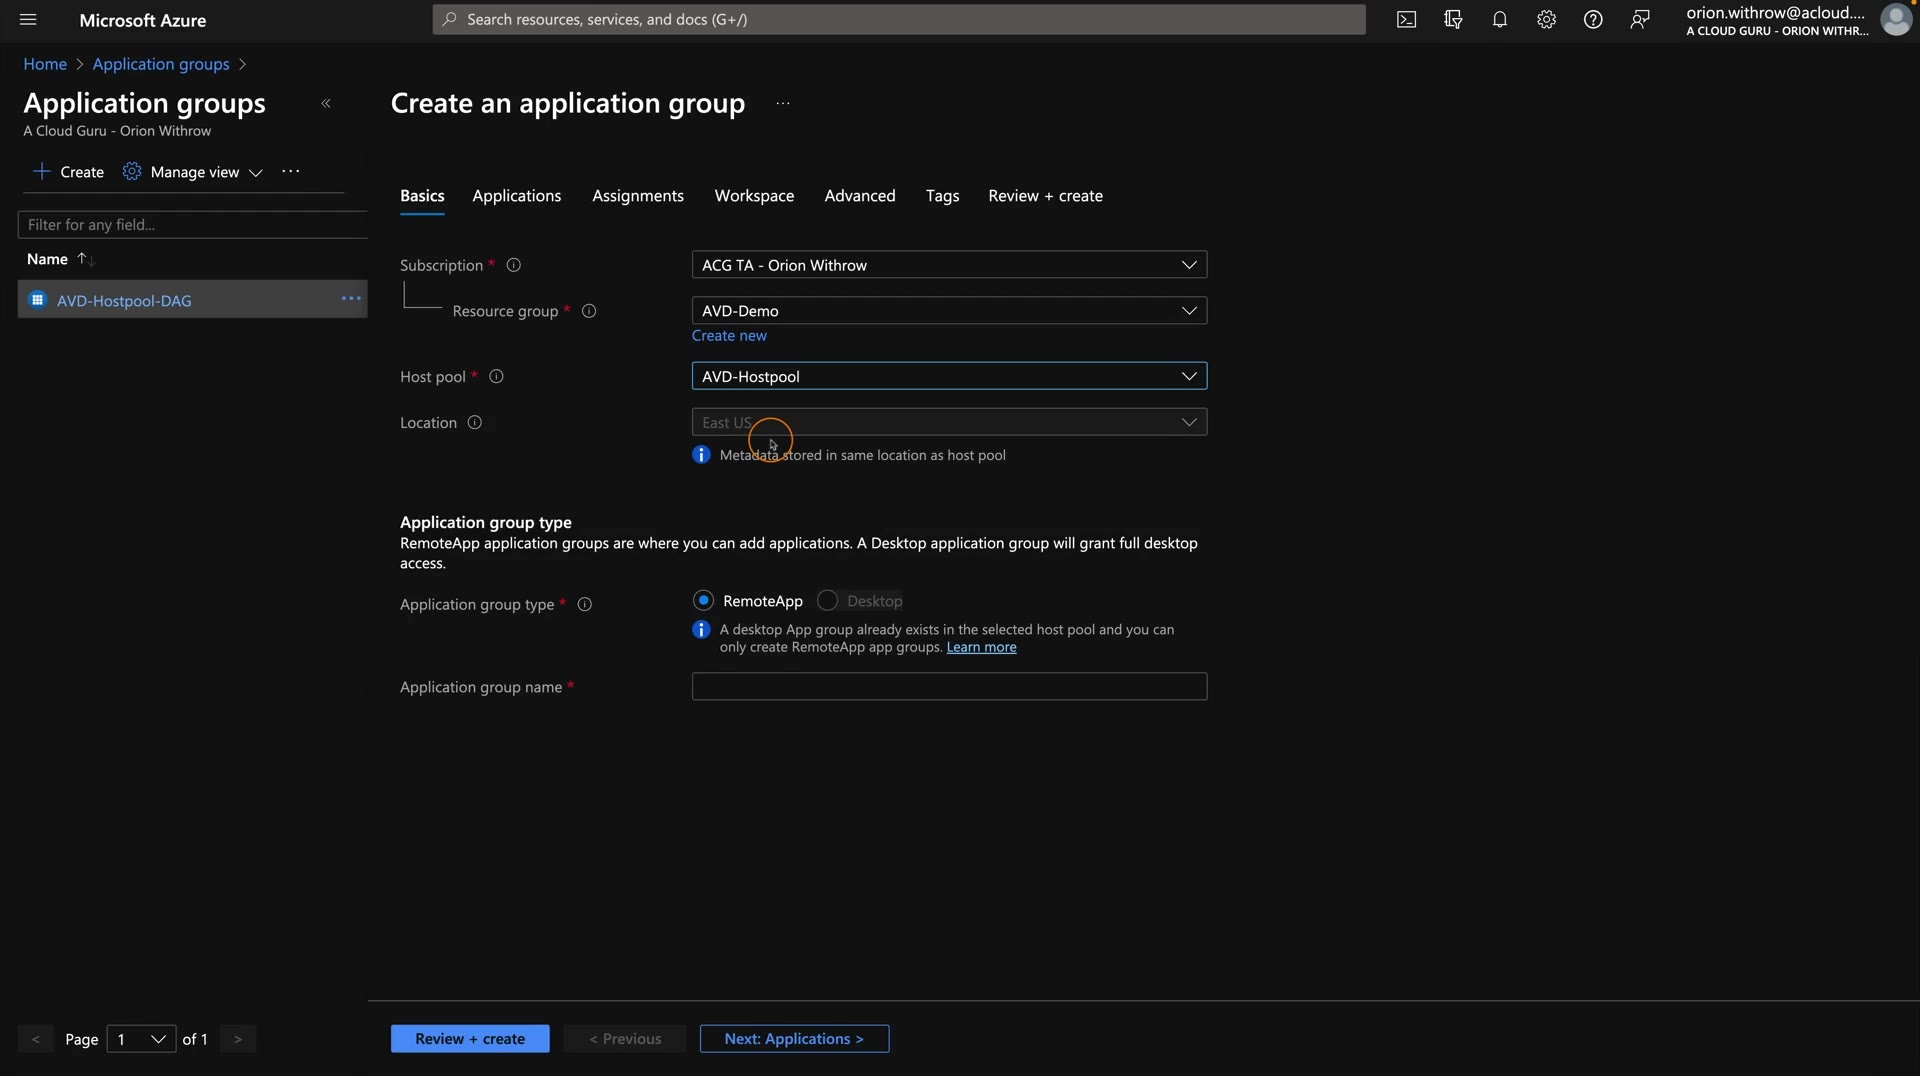 Microsoft Azure
Search resources, services, and docs (G+/)
orion.withrow@acloud....
A CLOUD GURU - ORION WITHR...
Home > Application groups >
Application groups
A Cloud Guru - Orion Withrow
Create
Manage view
Filter for any field...
Name
AVD-Hostpool-DAG
Create an application group
Basics
Applications
Assignments
Workspace
Advanced
Tags
Review + create
Subscription *
ACG TA - Orion Withrow
Resource group *
AVD-Demo
Create new
Host pool *
AVD-Hostpool
Location
East US
Metadata stored in same location as host pool
Application group type
RemoteApp application groups are where you can add applications. A Desktop application group will grant full desktop
access.
Application group type *
RemoteApp
Desktop
A desktop App group already exists in the selected host pool and you can
only create RemoteApp app groups. Learn more
Application group name *
< Page 1 of 1 >
Review + create
< Previous
Next: Applications >